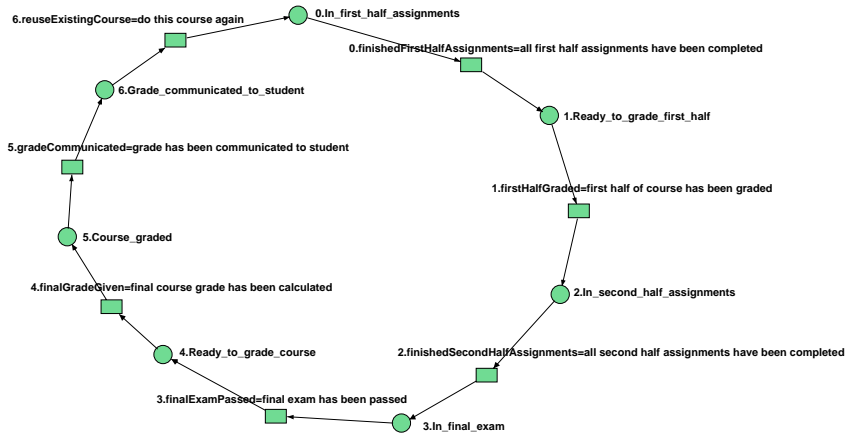 6.reuseExistingCourse=do this course again
0.In_first_half_assignments
0.finishedFirstHalfAssignments=all first half assignments have been completed
6.Grade_communicated_to_student
1.Ready_to_grade_first_half
5.gradeCommunicated=grade has been communicated to student
1.firstHalfGraded=first half of course has been graded
5.Course_graded
4.finalGradeGiven=final course grade has been calculated
2.In_second_half_assignments
4.Ready_to_grade_course
2.finishedSecondHalfAssignments=all second half assignments have been completed
3.finalExamPassed=final exam has been passed
3.In_final_exam